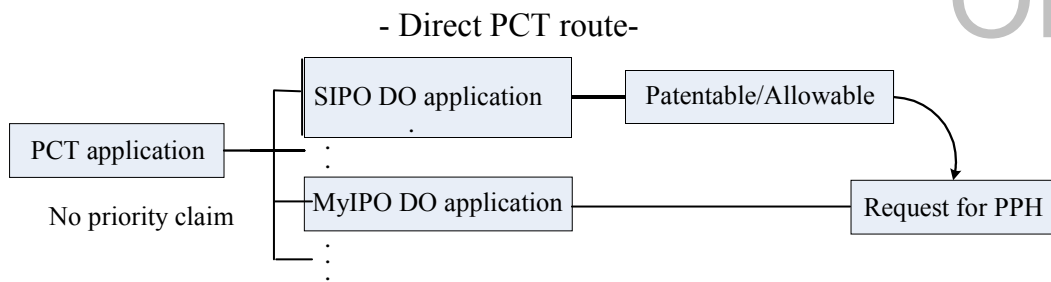 - Direct PCT route-
SIPO DO application
Patentable/Allowable
PCT application
MyIPO DO application
Request for PPH
No priority claim